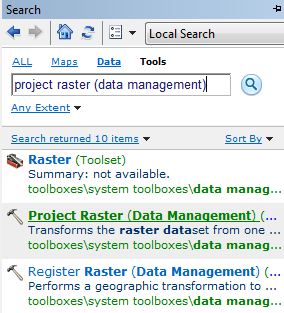 Search
Local Search
ALL Maps Data Tools
project raster (data management)
Any Extent
Search returned 10 items Sort By
Raster (Toolset)
Summary: not available.
toolboxes\system toolboxes\data manag...
Project Raster (Data Management) (...
Transforms the raster dataset from one ...
toolboxes\system toolboxes\data manag...
Register Raster (Data Management) (...
Performs a geographic transformation to ...
toolboxes\system toolboxes\data manag...